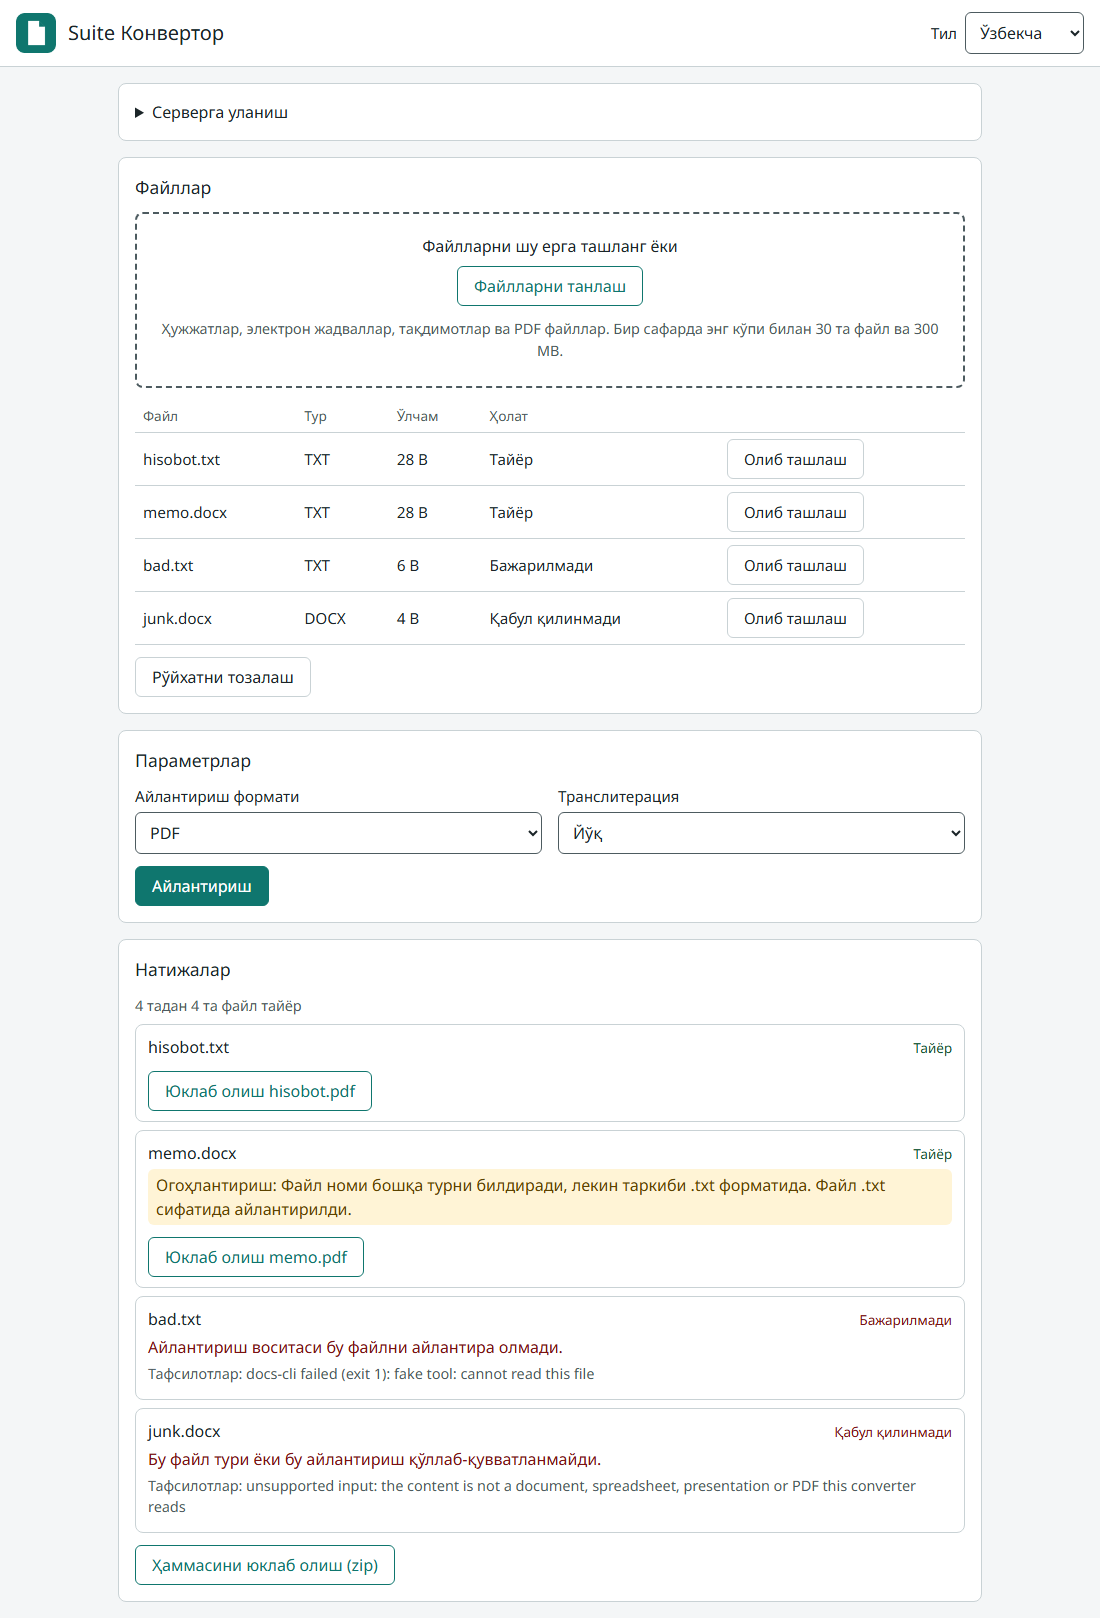 Suite Конвертор
Тил
Ўзбекча
Серверга уланиш
Файллар
Файлларни шу ерга ташланг ёки
Файлларни танлаш
Ҳужжатлар, электрон жадваллар, тақдимотлар ва PDF файллар. Бир сафарда энг кўпи билан 30 та файл ва 300
MB.
Файл Тур Ўлчам Ҳолат
hisobot.txt TXT 28 B Тайёр Олиб ташлаш
memo.docx TXT 28 B Тайёр Олиб ташлаш
bad.txt TXT 6 B Бажарилмади Олиб ташлаш
junk.docx DOCX 4 B Қабул қилинмади Олиб ташлаш
Рўйхатни тозалаш
Параметрлар
Айлантириш формати Транслитерация
PDF Йўқ
Айлантириш
Натижалар
4 тадан 4 та файл тайёр
hisobot.txt Тайёр
Юклаб олиш hisobot.pdf
memo.docx Тайёр
Огоҳлантириш: Файл номи бошқа турни билдиради, лекин таркиби .txt форматида. Файл .txt
сифатида айлантирилди.
Юклаб олиш memo.pdf
bad.txt Бажарилмади
Айлантириш воситаси бу файлни айлантира олмади.
Тафсилотлар: docs-cli failed (exit 1): fake tool: cannot read this file
junk.docx Қабул қилинмади
Бу файл тури ёки бу айлантириш қўллаб-қувватланмайди.
Тафсилотлар: unsupported input: the content is not a document, spreadsheet, presentation or PDF this converter
reads
Ҳаммасини юклаб олиш (zip)